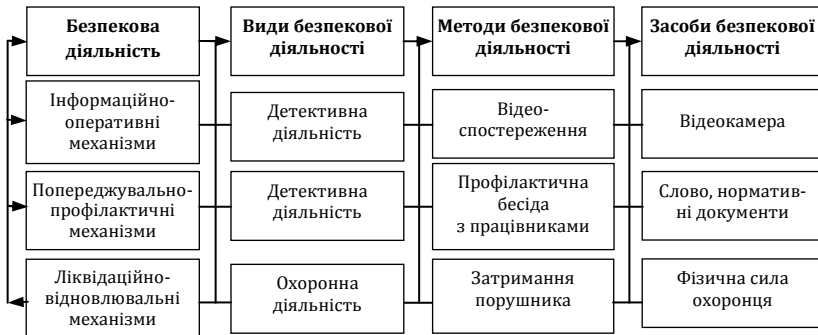 Безпекова
діяльність
Види безпекової
діяльності
Методи безпекової
діяльності
Засоби безпекової
діяльності
Інформаційно-
оперативні
механізми
Детективна
діяльність
Відео-
спостереження
Відеокамера
Попереджувально-
профілактичні
механізми
Детективна
діяльність
Профілактична
бесіда
з працівниками
Слово, норматив-
ні документи
Ліквідаційно-
відновлювальні
механізми
Охоронна
діяльність
Затримання
порушника
Фізична сила
охоронця